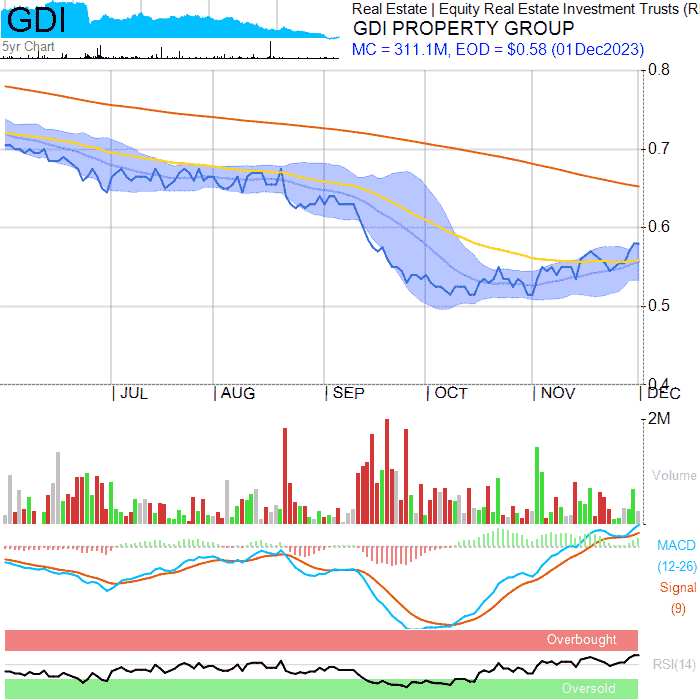 GDI
5yr Chart
Real Estate | Equity Real Estate Investment Trusts (R
GDI PROPERTY GROUP
MC = 311.1M, EOD = $0.58 (01Dec2023)
0.8
0.7
0.6
0.5
0.4
JUL
AUG
SEP
OCT
NOV
DEC
2M
Volume
MACD
(12-26)
Signal
(9)
Overbought
RSI(14)
Oversold